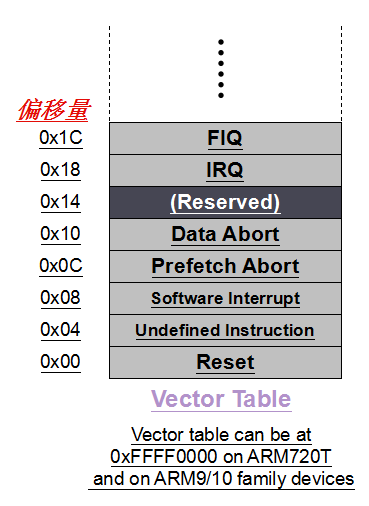 偏移量
0x1C FIQ
0x18 IRQ
0x14 (Reserved)
0x10 Data Abort
0x0C Prefetch Abort
0x08 Software Interrupt
0x04 Undefined Instruction
0x00 Reset
Vector Table
Vector table can be at
0xFFFF0000 on ARM720T
and on ARM9/10 family devices